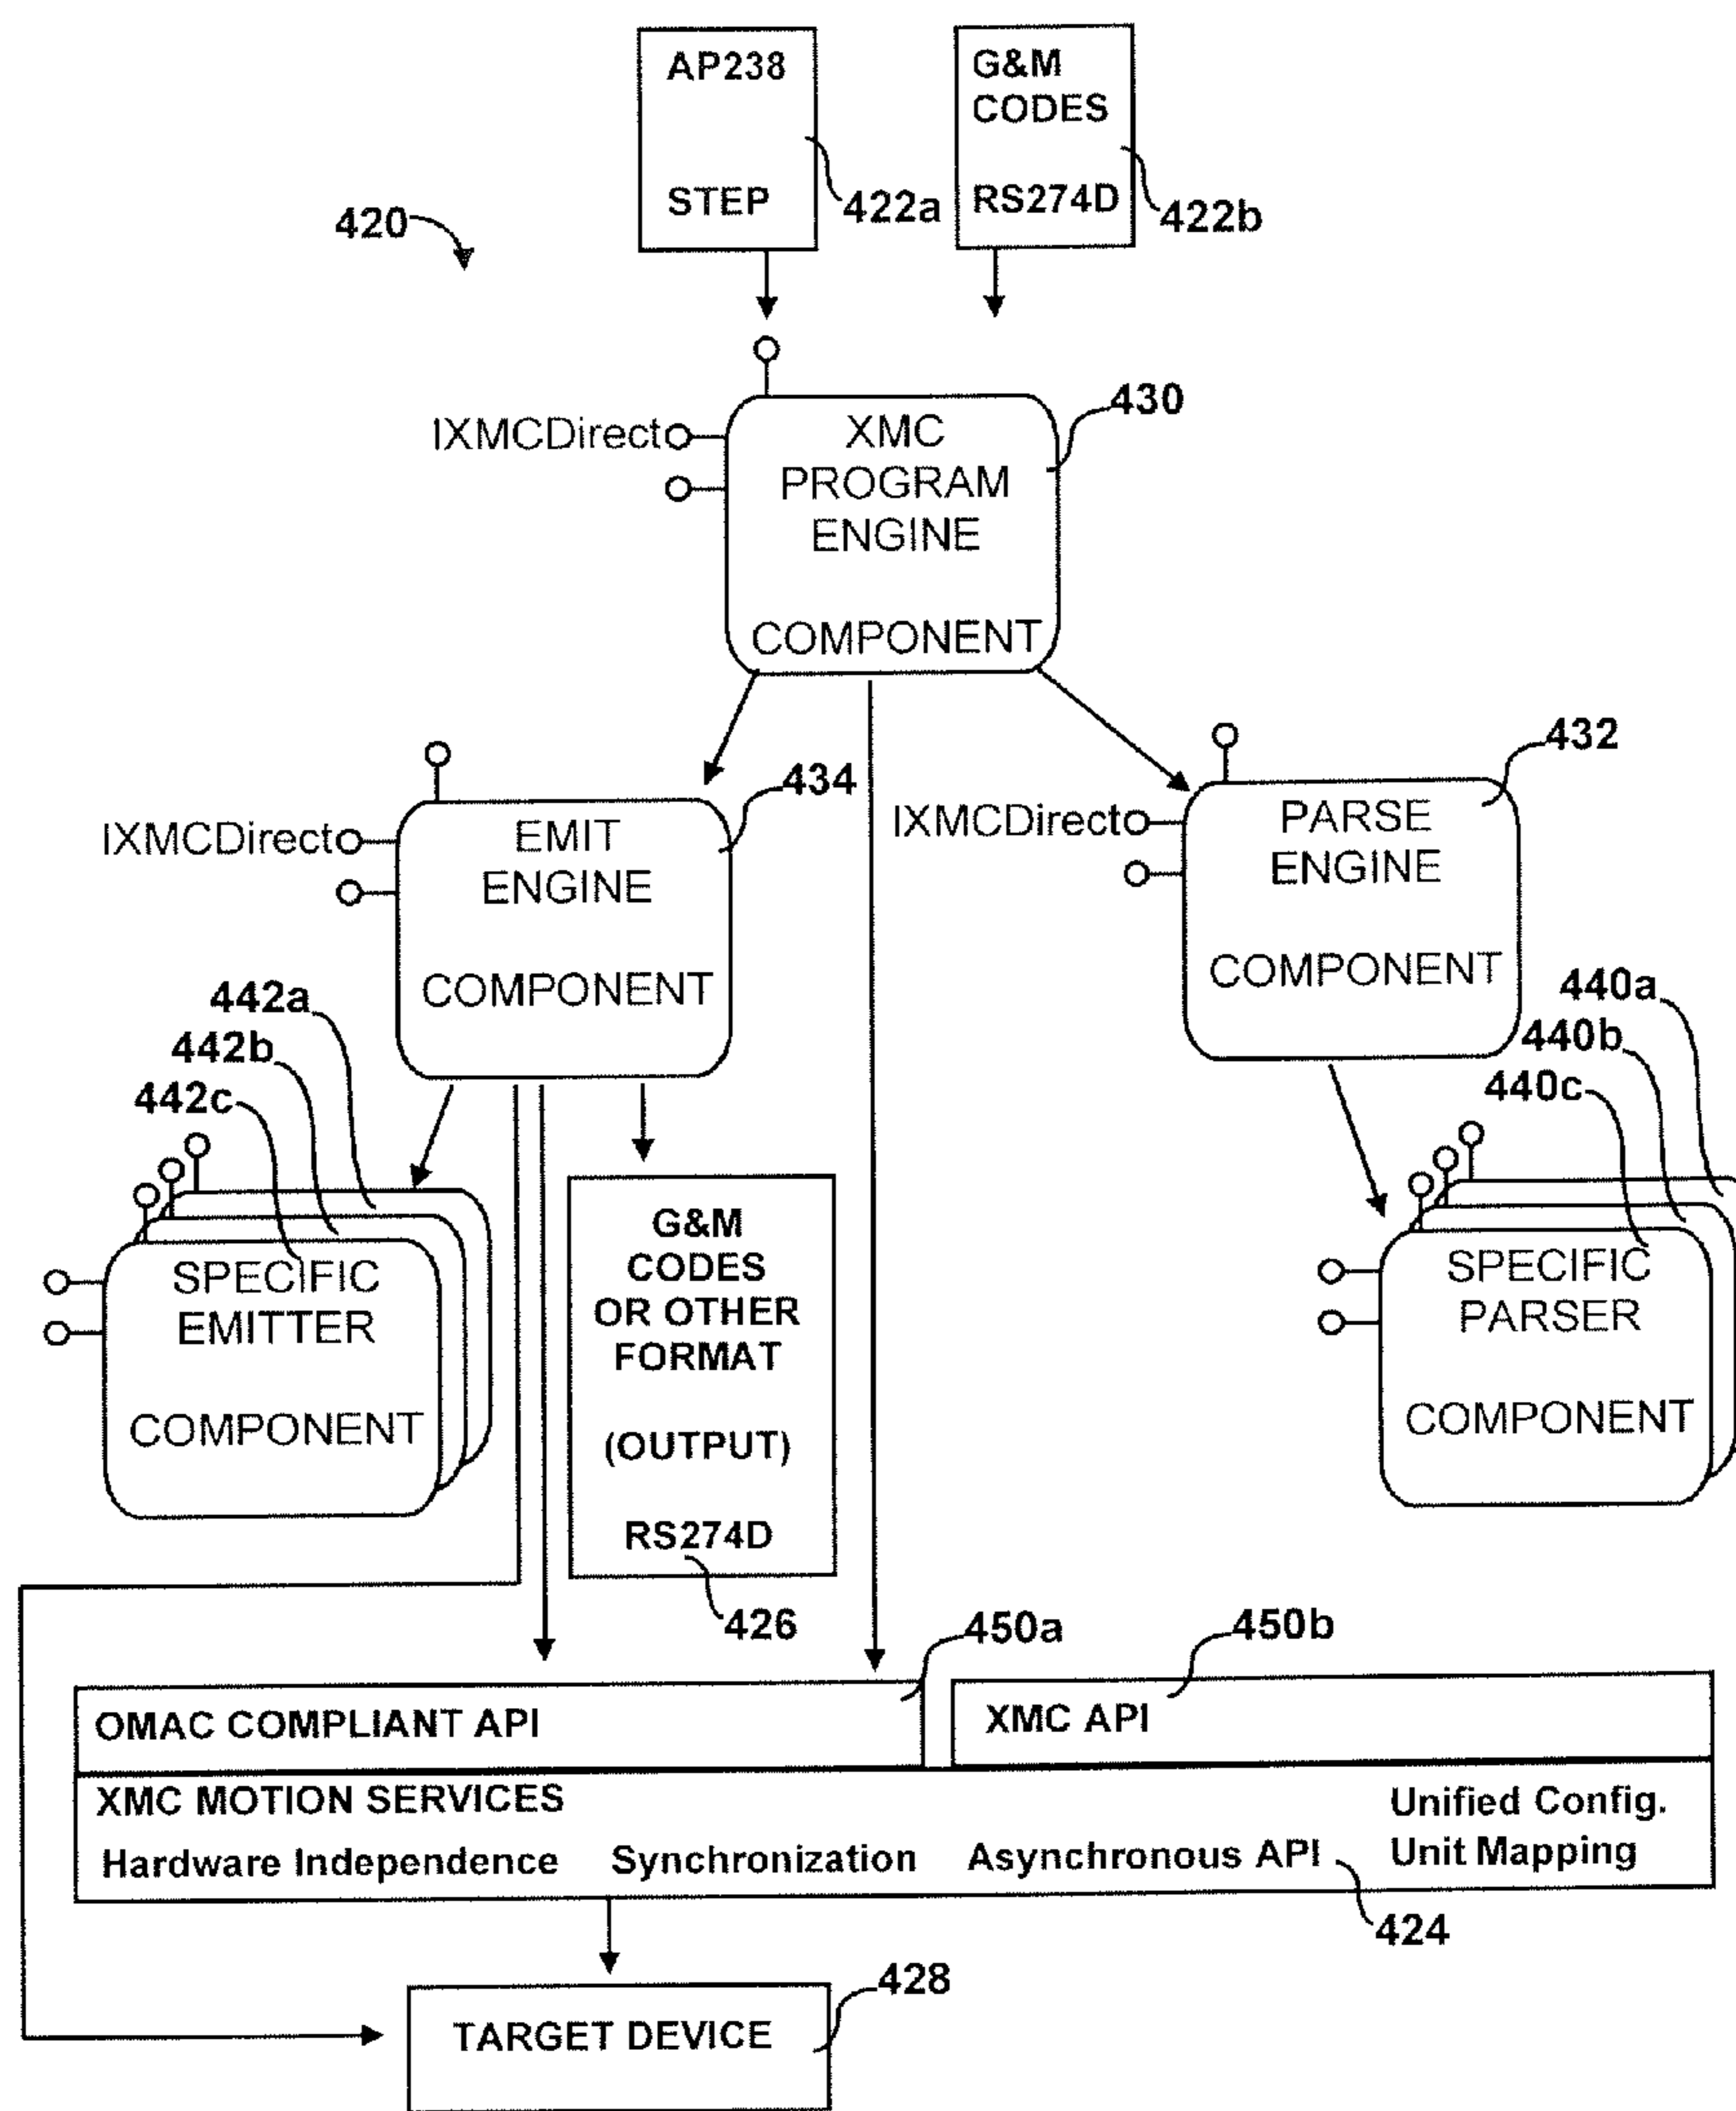 AP238
STEP
422a
G&M
CODES
RS274D
422b
420
430
IXMCDirect
XMC
PROGRAM
ENGINE
COMPONENT
434
IXMCDirect
EMIT
ENGINE
COMPONENT
432
IXMCDirect
PARSE
ENGINE
COMPONENT
442a
442b
442c
SPECIFIC
EMITTER
COMPONENT
G&M
CODES
OR OTHER
FORMAT
(OUTPUT)
RS274D
426
440a
440b
440c
SPECIFIC
PARSER
COMPONENT
450a
450b
OMAC COMPLIANT API
XMC API
XMC MOTION SERVICES
Unified Config.
Hardware Independence Synchronization Asynchronous API Unit Mapping
424
428
TARGET DEVICE